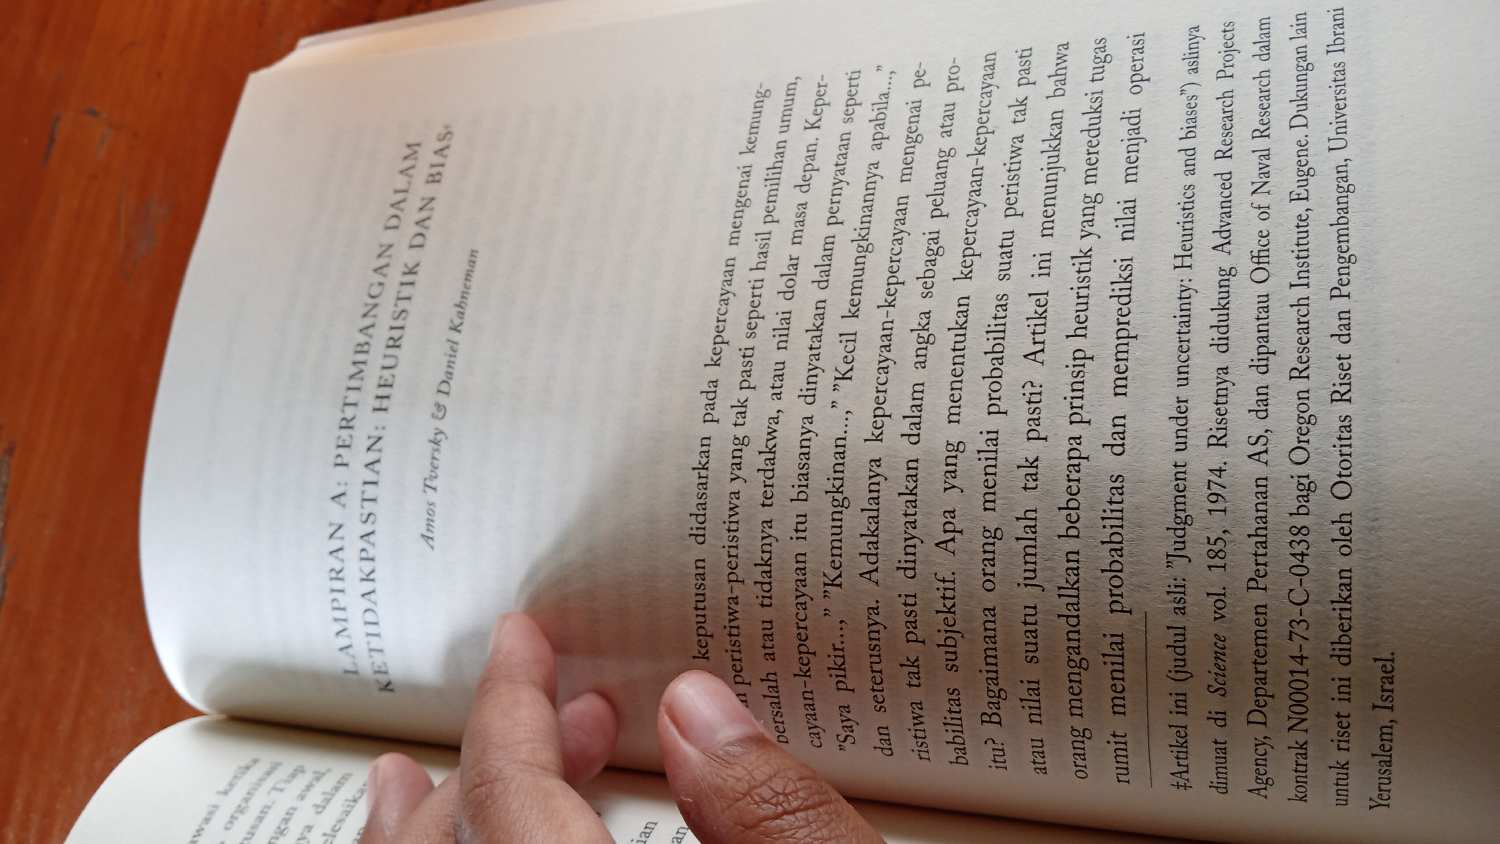 LAMPIRAN A: PERTIMBANGAN DALAM
KETIDAKPASTIAN: HEURISTIK DAN BIAS‡
Amos Tversky & Daniel Kahneman
keputusan didasarkan pada kepercayaan mengenai kemung-
peristiwa-peristiwa yang tak pasti seperti hasil pemilihan umum,
bersalah atau tidaknya terdakwa, atau nilai dolar masa depan. Keper-
cayaan-kepercayaan itu biasanya dinyatakan dalam pernyataan seperti
"Saya pikir...," "Kemungkinan...," "Kecil kemungkinannya apabila...,"
dan seterusnya. Adakalanya kepercayaan-kepercayaan mengenai pe-
ristiwa tak pasti dinyatakan dalam angka sebagai peluang atau pro-
babilitas subjektif. Apa yang menentukan kepercayaan-kepercayaan
itu? Bagaimana orang menilai probabilitas suatu peristiwa tak pasti
atau nilai suatu jumlah tak pasti? Artikel ini menunjukkan bahwa
orang mengandalkan beberapa prinsip heuristik yang mereduksi tugas
rumit menilai probabilitas dan memprediksi nilai menjadi operasi
‡Artikel ini (judul asli: "Judgment under uncertainty: Heuristics and biases") aslinya
dimuat di Science vol. 185, 1974. Risetnya didukung Advanced Research Projects
Agency, Departemen Pertahanan AS, dan dipantau Office of Naval Research dalam
kontrak N00014-73-C-0438 bagi Oregon Research Institute, Eugene. Dukungan lain
untuk riset ini diberikan oleh Otoritas Riset dan Pengembangan, Universitas Ibrani
Yerusalem, Israel.